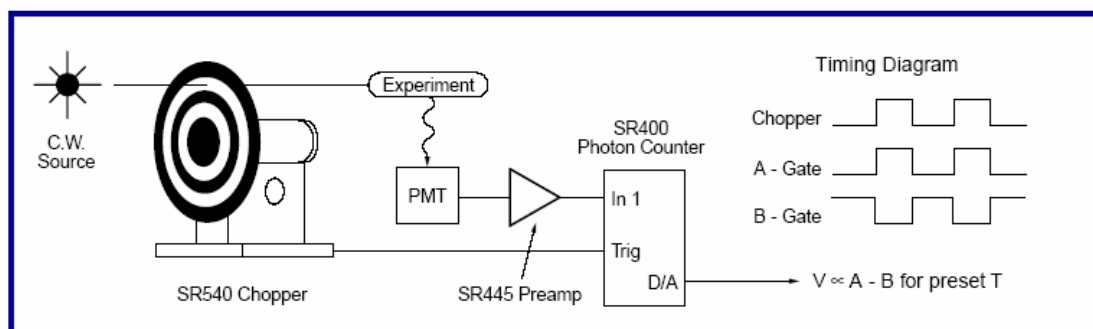 C.W.
Source
SR540 Chopper
Experiment
PMT
SR445 Preamp
SR400
Photon Counter
In 1
Trig
D/A
Timing Diagram
Chopper
A - Gate
B - Gate
V ∝ A - B for preset T